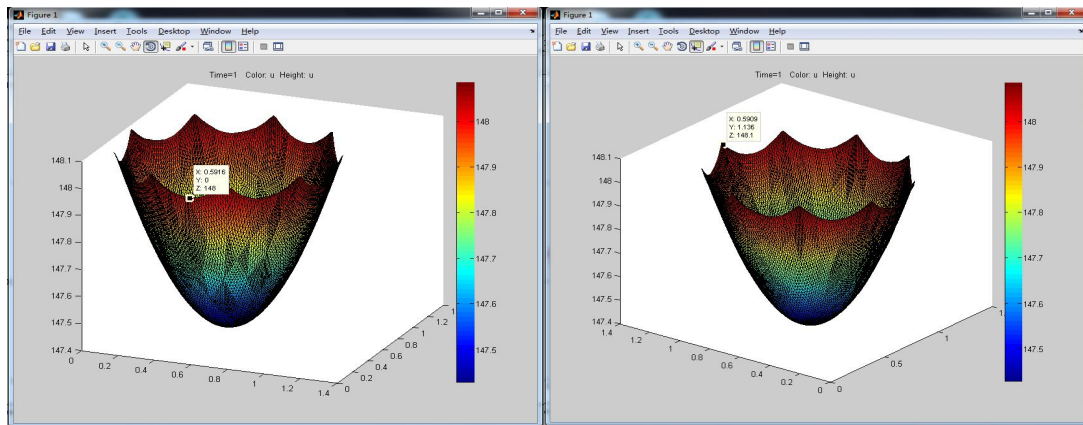 Figure 1
File Edit View Insert Tools Desktop Window Help
Time=1 Color: u Height: u
X: 0.5916
Y: 0
Z: 148
148.1
148
147.9
147.8
147.7
147.6
147.5
147.4
0 0.2 0.4 0.6 0.8 1 1.2 1.4
0 0.2 0.4 0.6 0.8 1 1.2
148
147.9
147.8
147.7
147.6
147.5
Figure 1
File Edit View Insert Tools Desktop Window Help
Time=1 Color: u Height: u
X: 0.5909
Y: 1.136
Z: 148.1
148.1
148
147.9
147.8
147.7
147.6
147.5
147.4
1.4 1.2 1 0.8 0.6 0.4 0.2 0
0 0.5 1
148
147.9
147.8
147.7
147.6
147.5